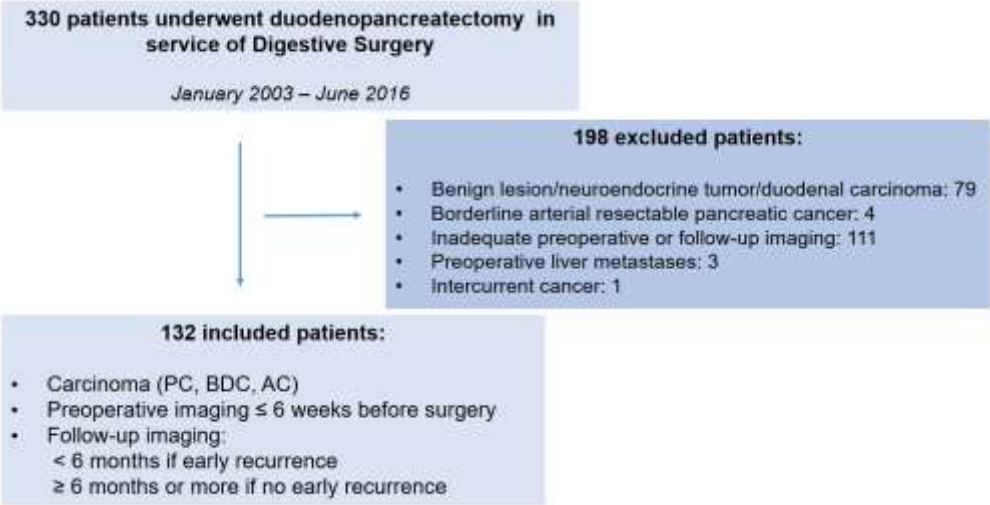 330 patients underwent duodenopancreatectomy in
service of Digestive Surgery
January 2003 – June 2016
198 excluded patients:
• Benign lesion/neuroendocrine tumor/duodenal carcinoma: 79
• Borderline arterial resectable pancreatic cancer: 4
• Inadequate preoperative or follow-up imaging: 111
• Preoperative liver metastases: 3
• Intercurrent cancer: 1
132 included patients:
• Carcinoma (PC, BDC, AC)
• Preoperative imaging ≤ 6 weeks before surgery
• Follow-up imaging:
< 6 months if early recurrence
≥ 6 months or more if no early recurrence